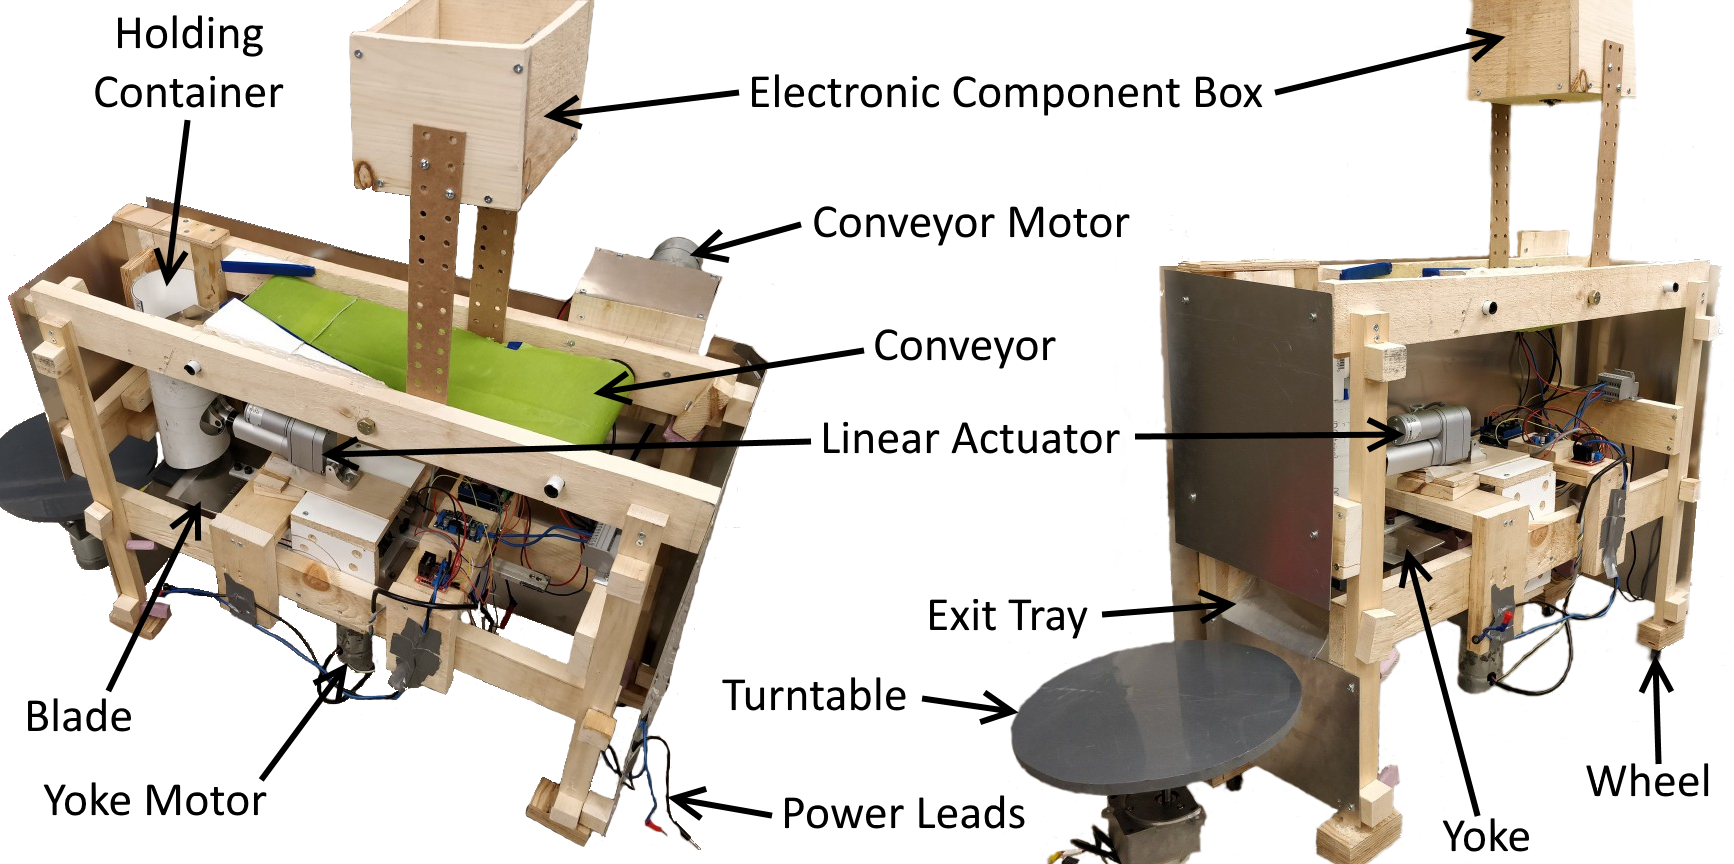 Holding
Container
Electronic Component Box
Conveyor Motor
Conveyor
Linear Actuator
Exit Tray
Turntable
Blade
Yoke Motor
Power Leads
Wheel
Yoke